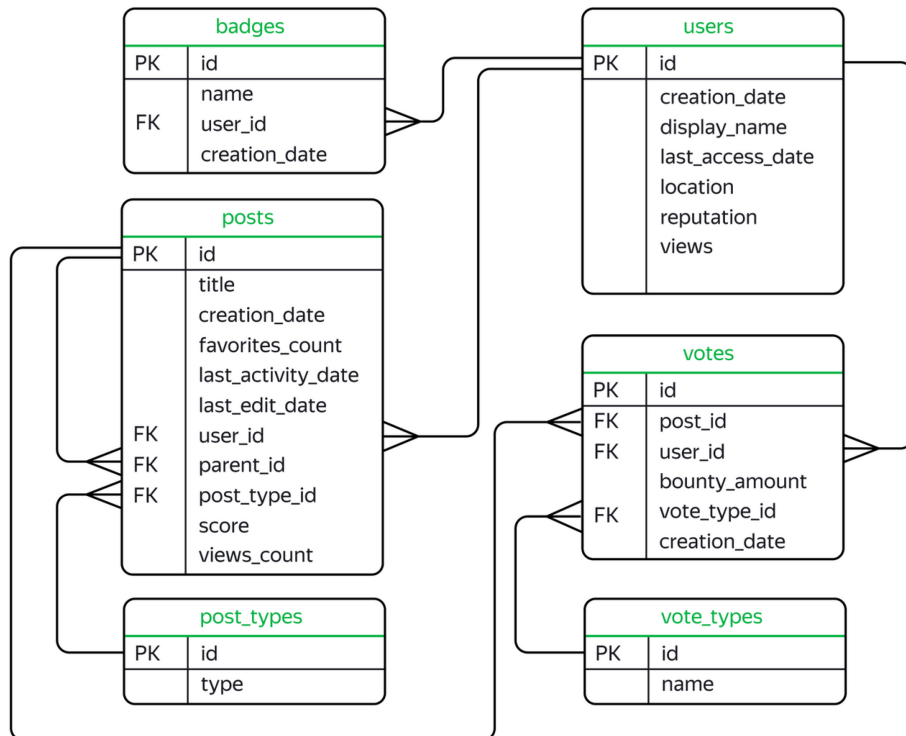 badges
PK id
name
FK user_id
creation_date
users
PK id
creation_date
display_name
last_access_date
location
reputation
views
posts
PK id
title
creation_date
favorites_count
last_activity_date
last_edit_date
FK user_id
FK parent_id
FK post_type_id
score
views_count
votes
PK id
FK post_id
FK user_id
bounty_amount
FK vote_type_id
creation_date
post_types
PK id
type
vote_types
PK id
name